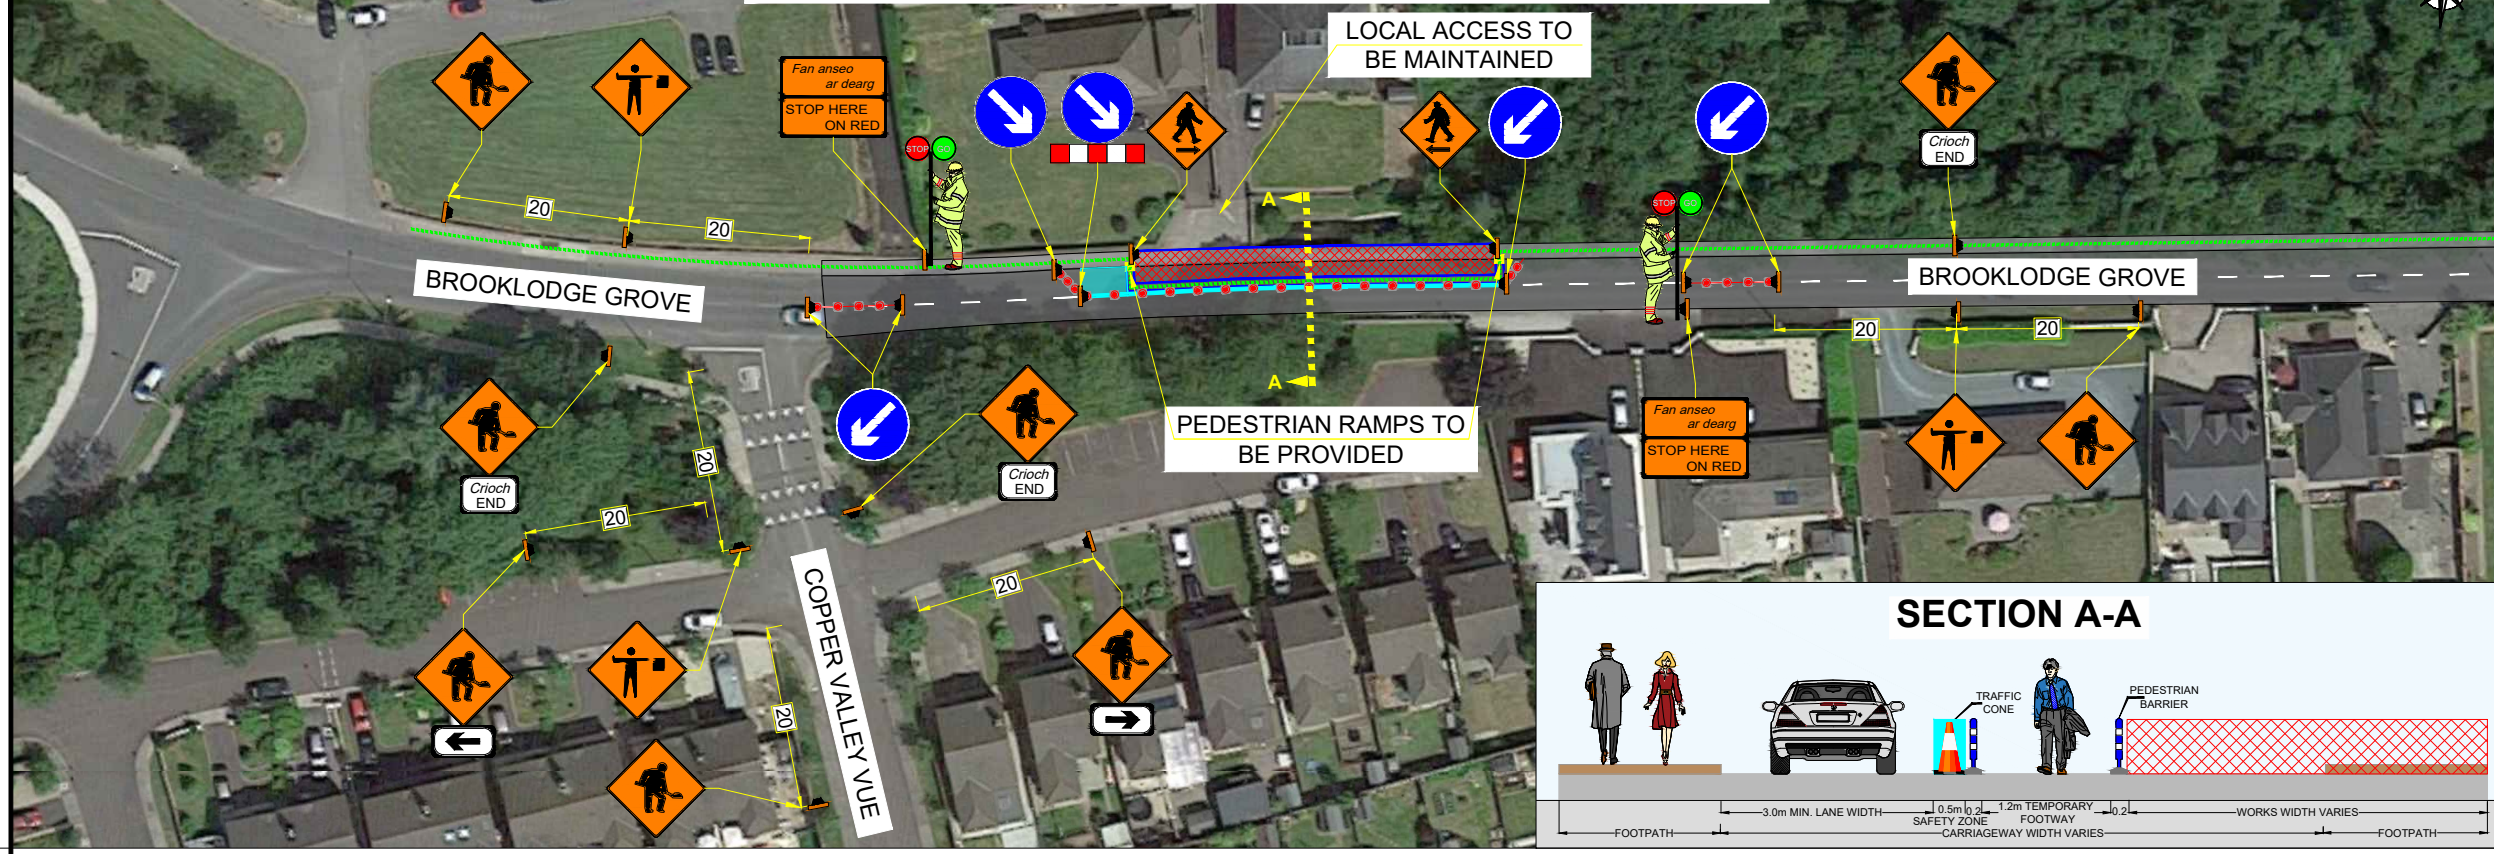 LOCAL ACCESS TO
BE MAINTAINED
Fan anseo
ar dearg
STOP HERE
ON RED
STOP
GO
Crioch
END
20
20
STOP
GO
A
BROOKLODGE GROVE
BROOKLODGE GROVE
20
20
A
Crioch
END
20
20
Crioch
END
PEDESTRIAN RAMPS TO
BE PROVIDED
Fan anseo
ar dearg
STOP HERE
ON RED
COPPER VALLEY VUE
20
20
SECTION A-A
TRAFFIC
CONE
PEDESTRIAN
BARRIER
3.0m MIN. LANE WIDTH
0.5m
SAFETY ZONE
0.2
1.2m TEMPORARY
FOOTWAY
0.2
WORKS WIDTH VARIES
FOOTPATH
CARRIAGEWAY WIDTH VARIES
FOOTPATH